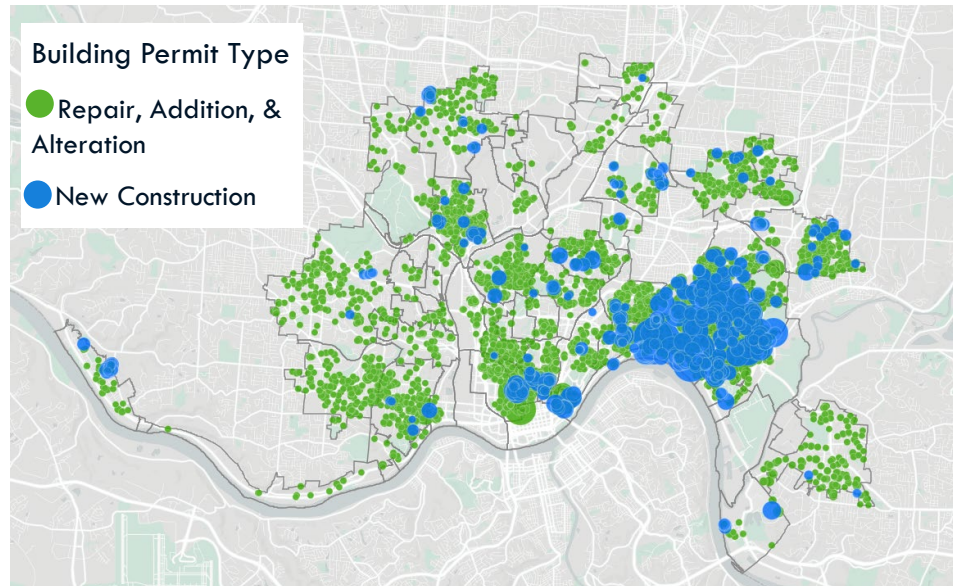 Building Permit Type
Repair, Addition, &
Alteration
New Construction